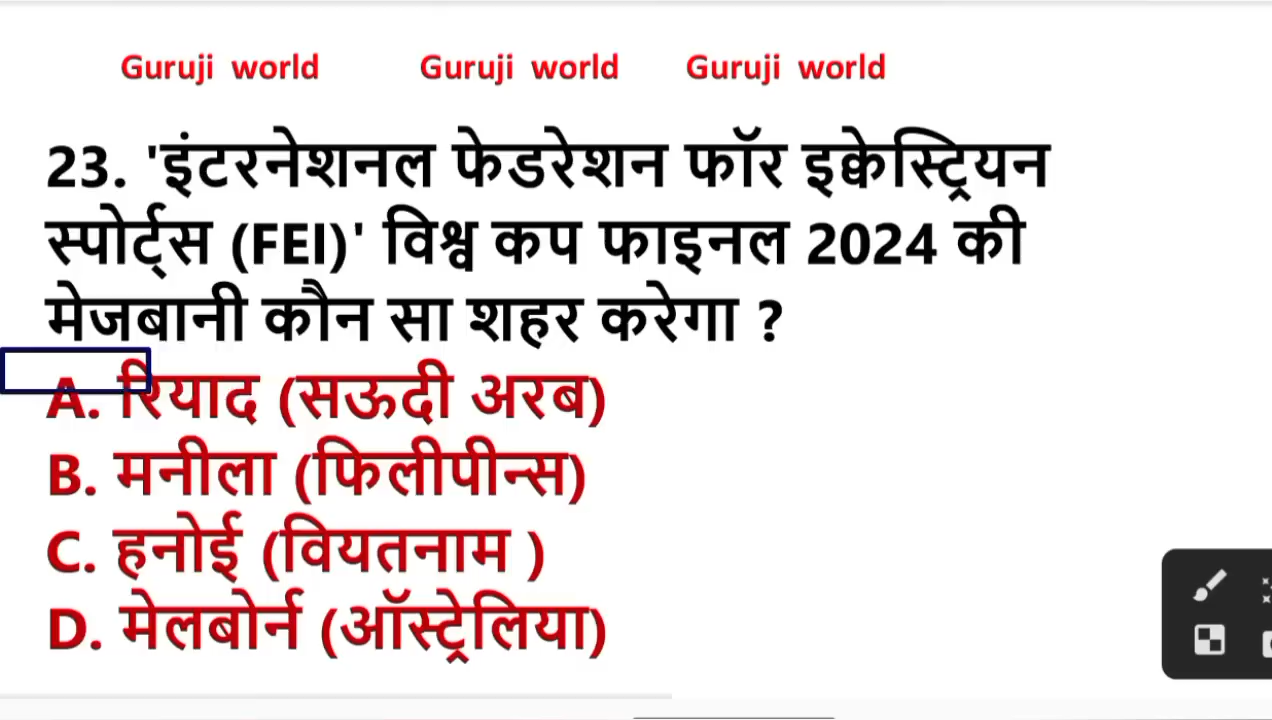 Guruji world Guruji world Guruji world
23. 'इंटरनेशनल फेडरेशन फॉर इक्वेस्ट्रियन
स्पोर्ट्स (FEI)' विश्व कप फाइनल 2024 की
मेजबानी कौन सा शहर करेगा ?
A. रियाद (सऊदी अरब)
B. मनीला (फिलीपीन्स)
C. हनोई (वियतनाम )
D. मेलबोर्न (ऑस्ट्रेलिया)